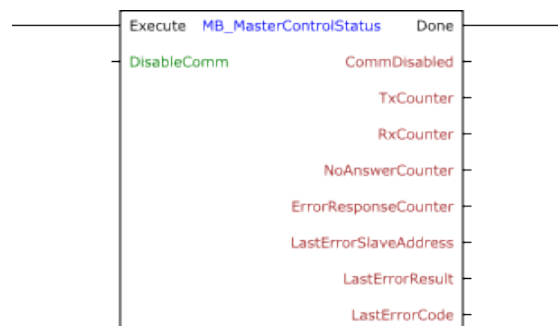 Execute MB_MasterControlStatus Done
DisableComm CommDisabled
TxCounter
RxCounter
NoAnswerCounter
ErrorResponseCounter
LastErrorSlaveAddress
LastErrorResult
LastErrorCode